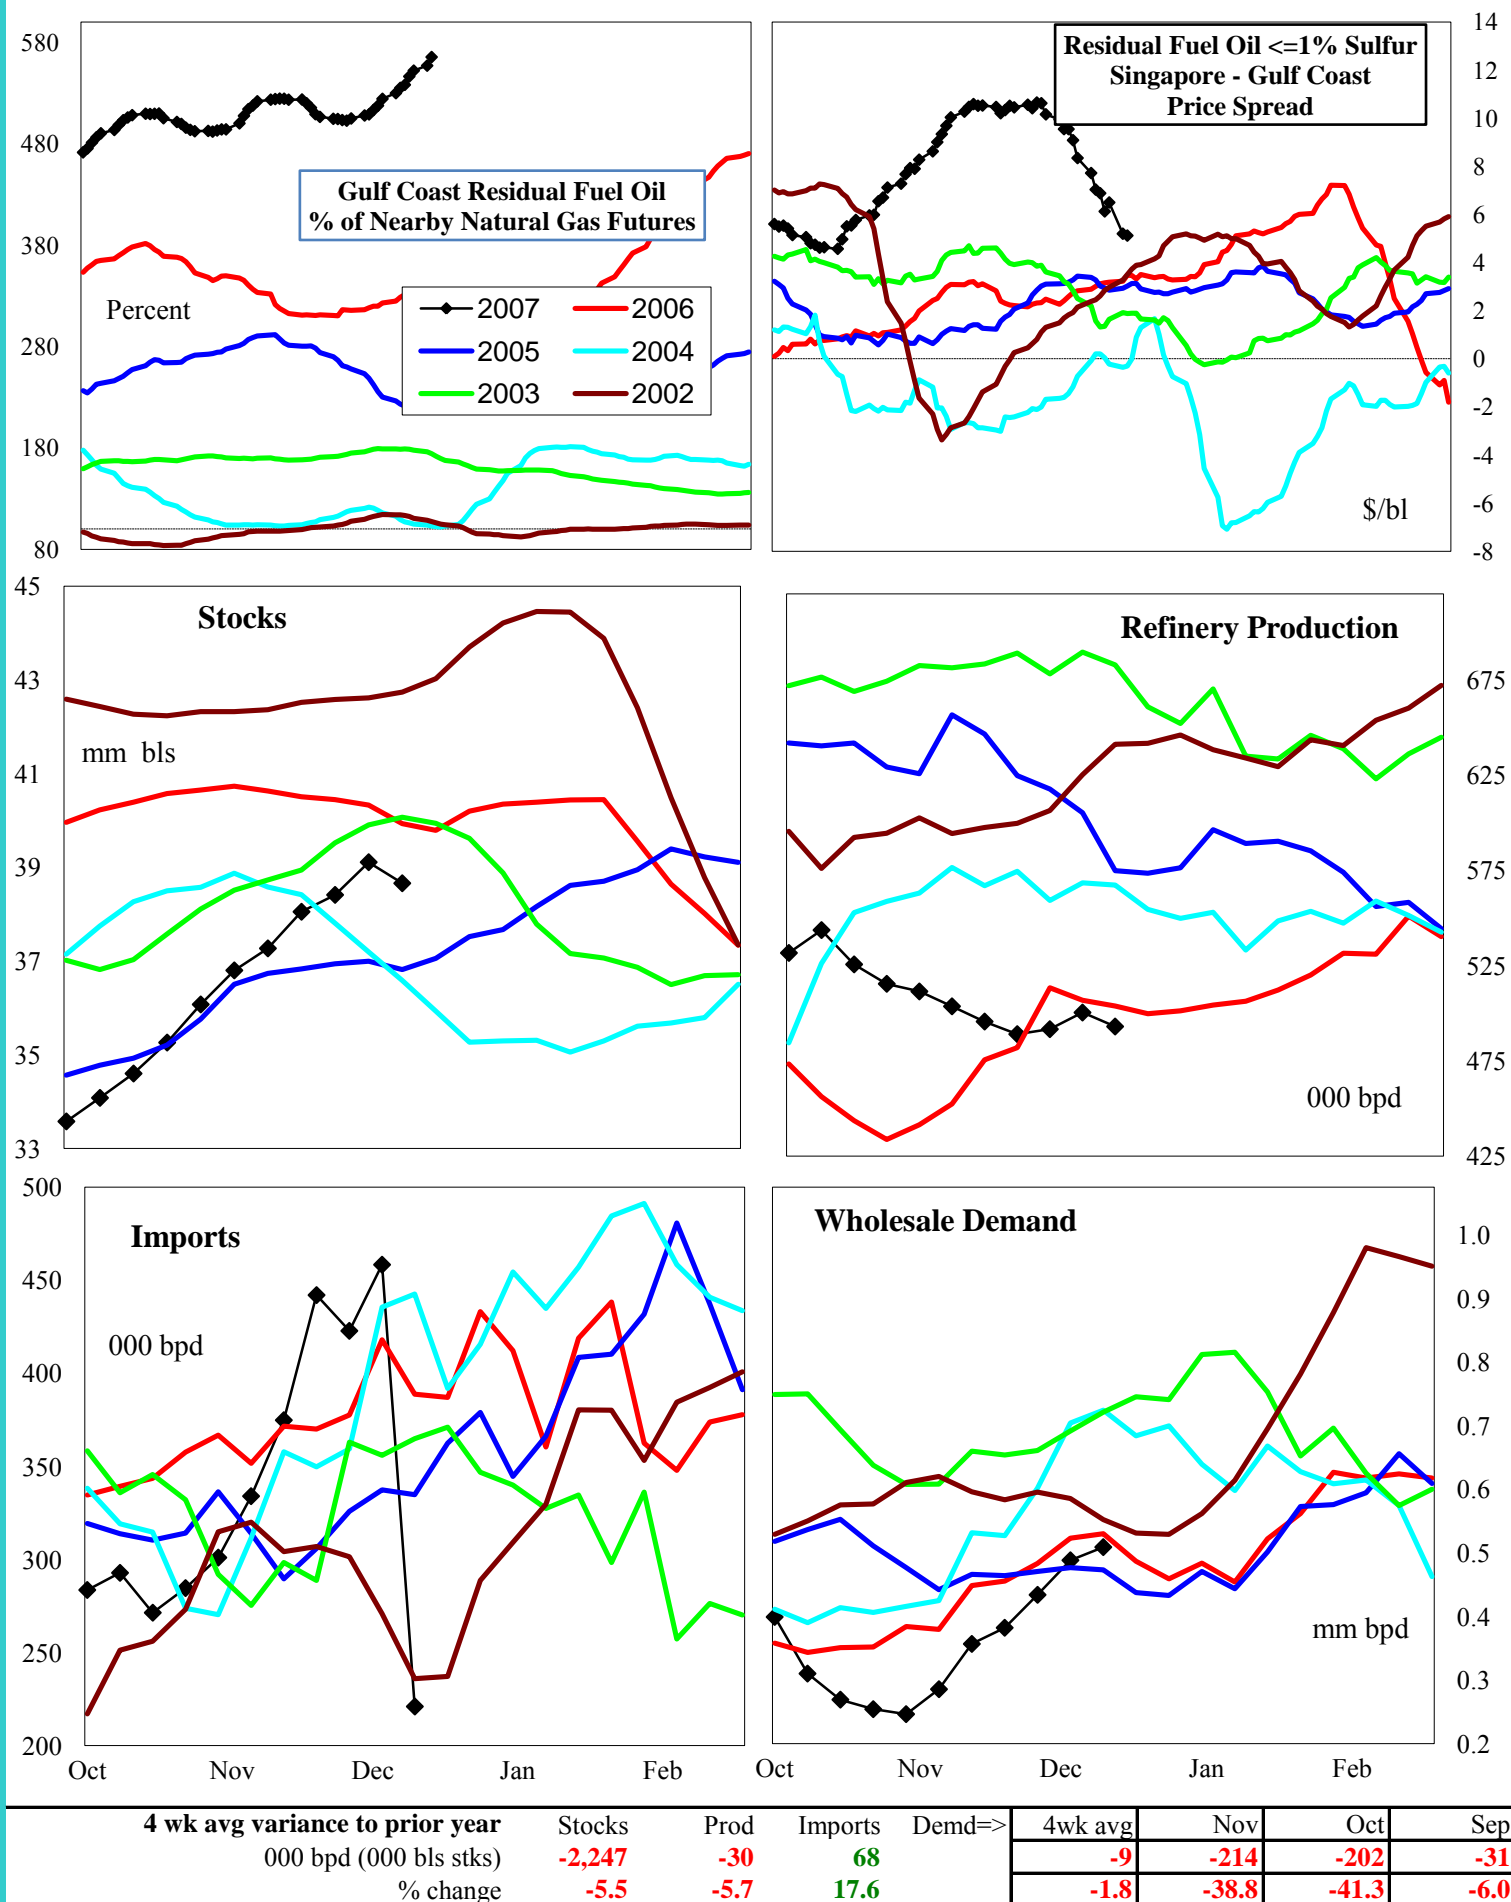 580
480
380
280
180
80
Gulf Coast Residual Fuel Oil
% of Nearby Natural Gas Futures
Percent
2007 2006
2005 2004
2003 2002
Residual Fuel Oil <=1% Sulfur
Singapore - Gulf Coast
Price Spread
14
12
10
8
6
4
2
0
-2
-4
-6
-8
$/bl
45
43
41
39
37
35
33
Stocks
mm bls
Refinery Production
675
625
575
525
475
425
000 bpd
500
450
400
350
300
250
200
Imports
000 bpd
Oct Nov Dec Jan Feb
Wholesale Demand
1.0
0.9
0.8
0.7
0.6
0.5
0.4
0.3
0.2
mm bpd
Oct Nov Dec Jan Feb
4 wk avg variance to prior year Stocks Prod Imports Demd=> 4wk avg Nov Oct Sep
000 bpd (000 bls stks) -2,247 -30 68 -9 -214 -202 -31
% change -5.5 -5.7 17.6 -1.8 -38.8 -41.3 -6.0